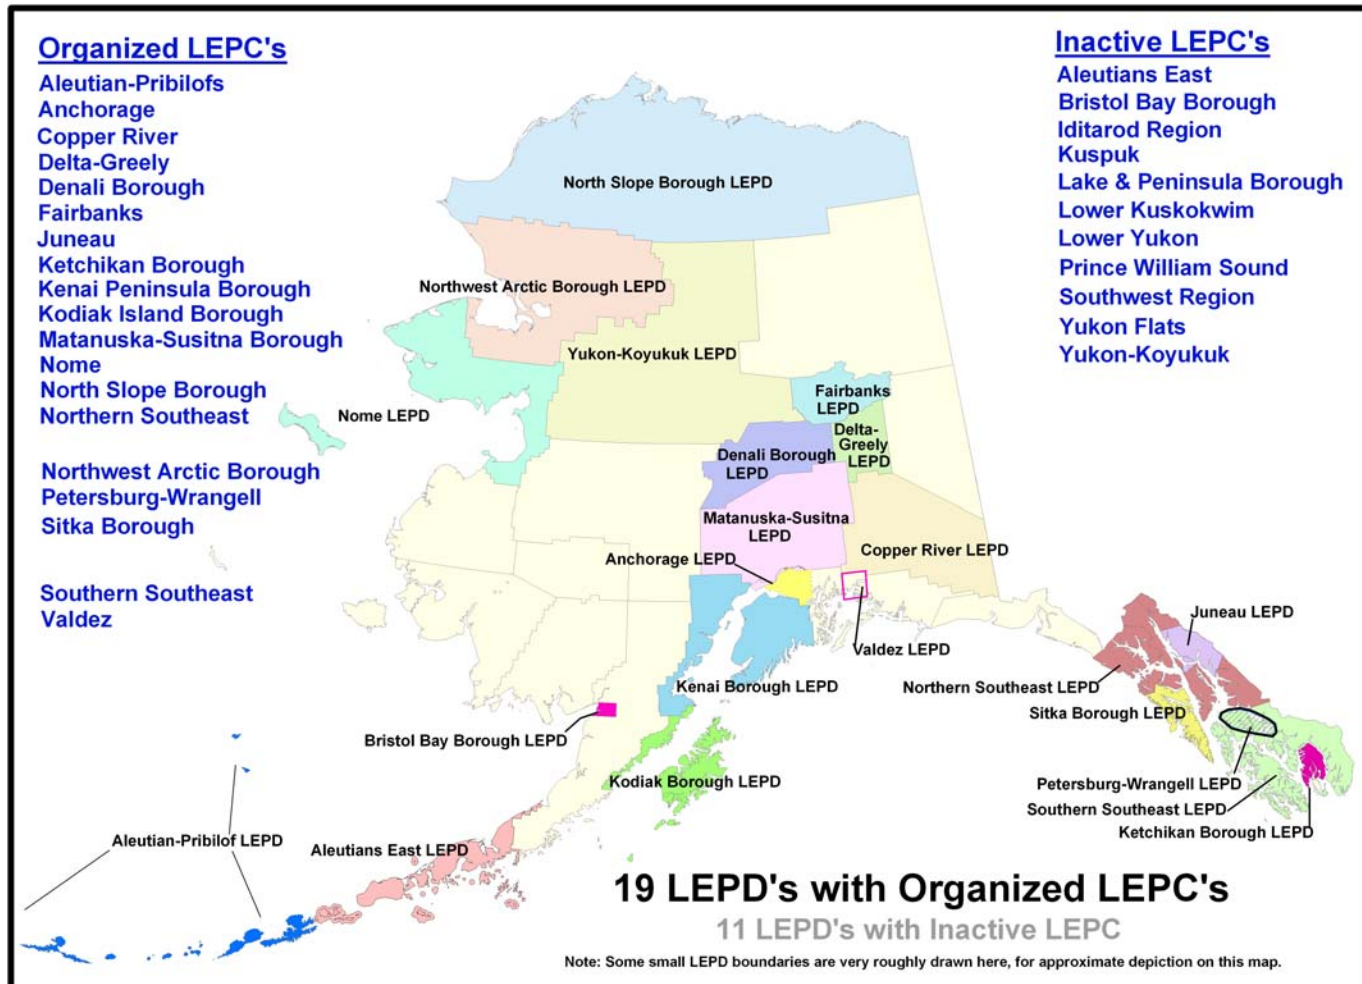 Organized LEPC's
Aleutian-Pribilofs
Anchorage
Copper River
Delta-Greely
Denali Borough
Fairbanks
Juneau
Ketchikan Borough
Kenai Peninsula Borough
Kodiak Island Borough
Matanuska-Susitna Borough
Nome
North Slope Borough
Northern Southeast
Northwest Arctic Borough
Petersburg-Wrangell
Sitka Borough
Southern Southeast
Valdez
Inactive LEPC's
Aleutians East
Bristol Bay Borough
Iditarod Region
Kuspuk
Lake & Peninsula Borough
Lower Kuskokwim
Lower Yukon
Prince William Sound
Southwest Region
Yukon Flats
Yukon-Koyukuk
North Slope Borough LEPD
Northwest Arctic Borough LEPD
Yukon-Koyukuk LEPD
Fairbanks
LEPD
Nome LEPD
Delta-
Greely
LEPD
Denali Borough
LEPD
Matanuska-Susitna
LEPD
Copper River LEPD
Anchorage LEPD
Juneau LEPD
Valdez LEPD
Kenai Borough LEPD
Northern Southeast LEPD
Sitka Borough LEPD
Bristol Bay Borough LEPD
Kodiak Borough LEPD
Petersburg-Wrangell LEPD
Southern Southeast LEPD
Ketchikan Borough LEPD
Aleutian-Pribilof LEPD
Aleutians East LEPD
19 LEPD's with Organized LEPC's
11 LEPD's with Inactive LEPC
Note: Some small LEPD boundaries are very roughly drawn here, for approximate depiction on this map.